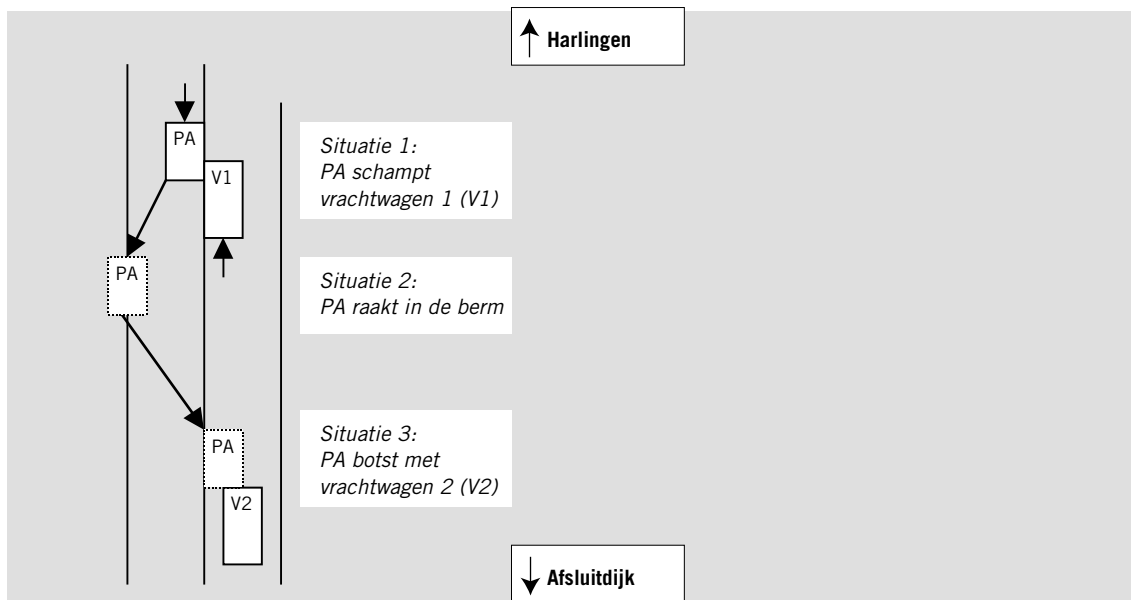 Harlingen
PA
V1
Situatie 1:
PA schampt
vrachtwagen 1 (V1)
PA
Situatie 2:
PA raakt in de berm
PA
V2
Situatie 3:
PA botst met
vrachtwagen 2 (V2)
Afsluitdijk